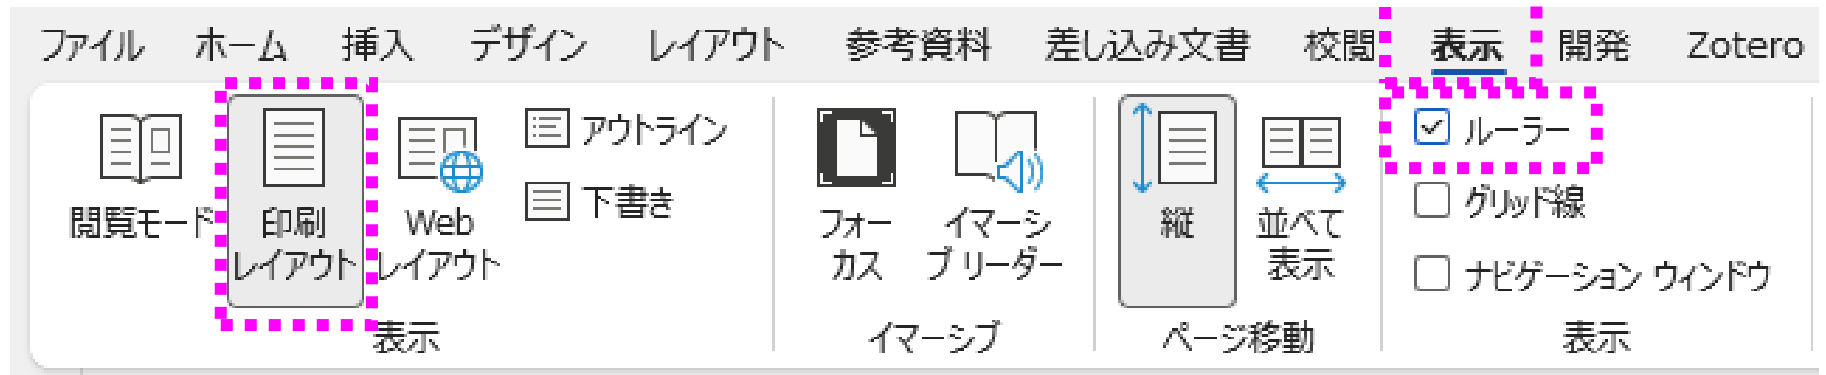 ファイル ホーム 挿入 デザイン レイアウト 参考資料 差し込み文書 校閲 表示 開発 Zotero
閲覧モード
印刷
レイアウト
Web
レイアウト
アウトライン
下書き
表示
フォー
カス
イマーシ
ブ リーダー
イマーシブ
縦
並べて
表示
ページ移動
ルーラー
グリッド線
ナビゲーション ウィンドウ
表示